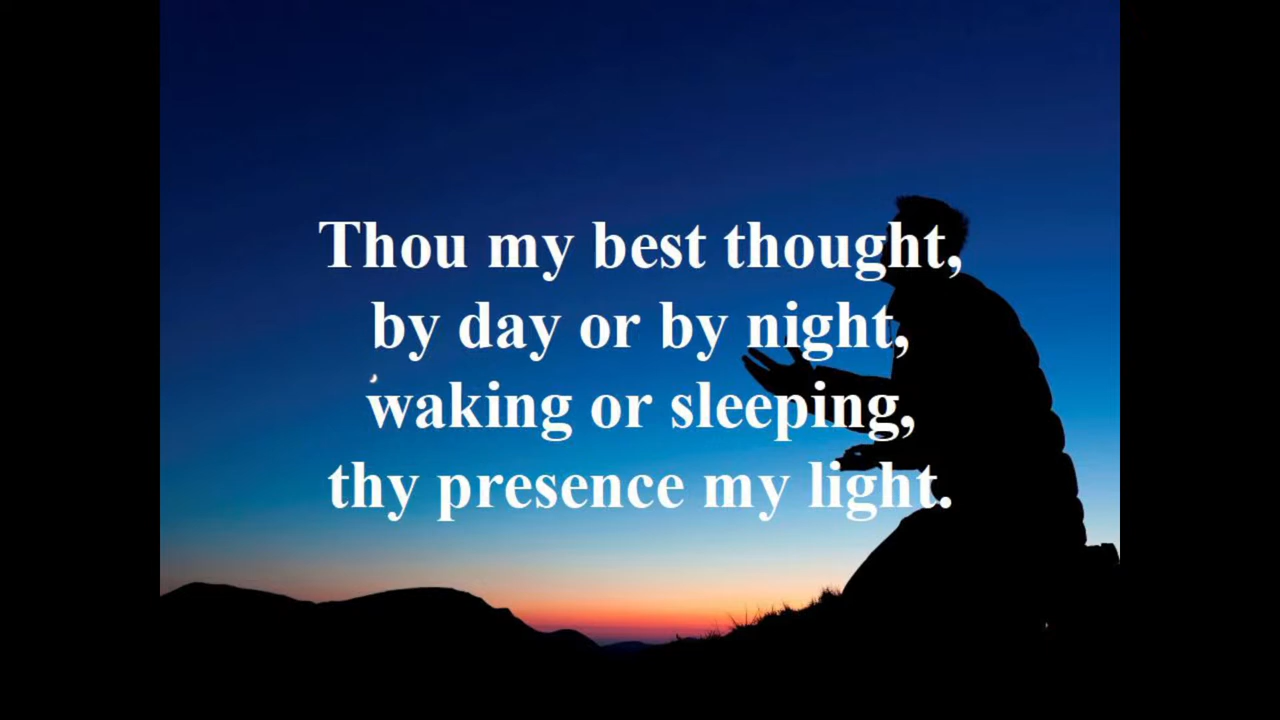 Thou my best thought,
by day or by night,
waking or sleeping,
thy presence my light.